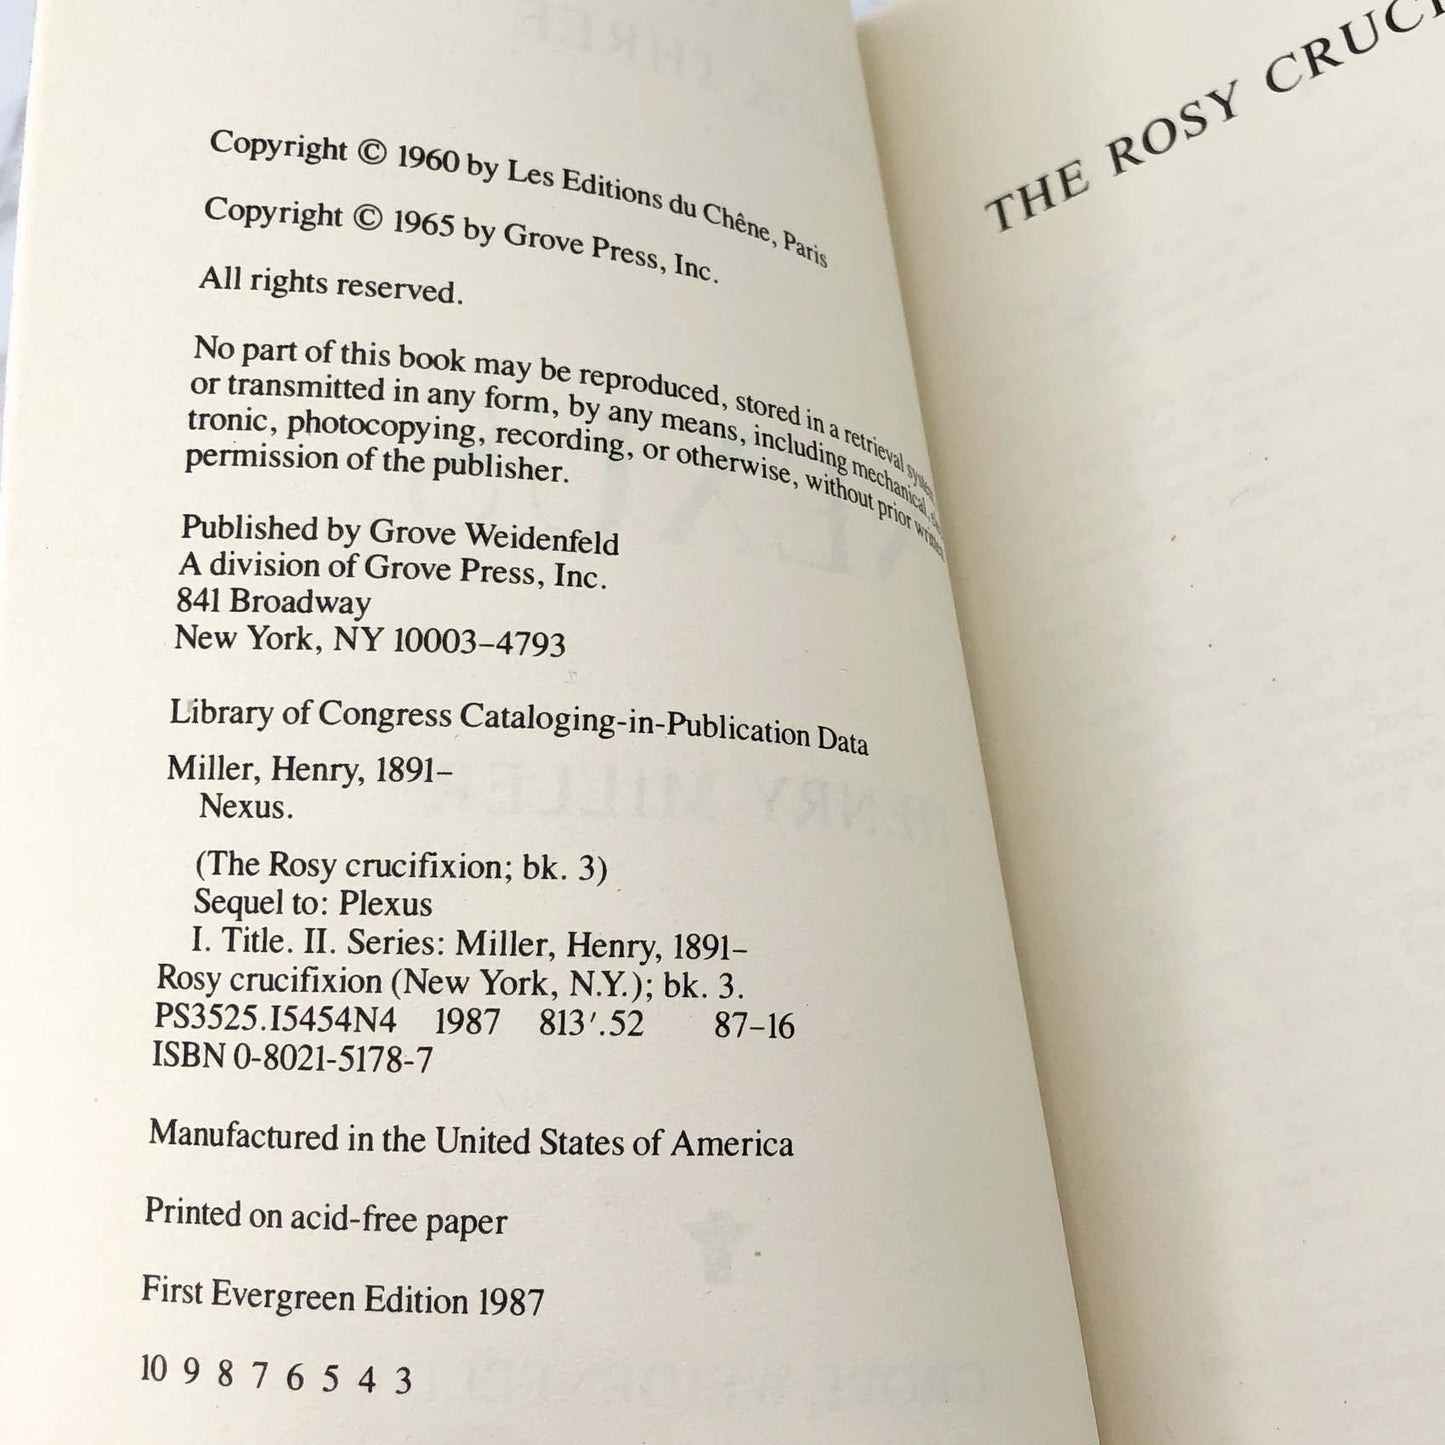 Copyright © 1960 by Les Editions du Chêne, Paris
Copyright © 1965 by Grove Press, Inc.
All rights reserved.
No part of this book may be reproduced, stored in a retrieval system,
or transmitted in any form, by any means, including mechanical,
tronic, photocopying, recording, or otherwise, without prior written
permission of the publisher.
Published by Grove Weidenfeld
A division of Grove Press, Inc.
841 Broadway
New York, NY 10003–4793
Library of Congress Cataloging-in-Publication Data
Miller, Henry, 1891–
Nexus.
(The Rosy crucifixion; bk. 3)
Sequel to: Plexus
I. Title. II. Series: Miller, Henry, 1891–
Rosy crucifixion (New York, N.Y.); bk. 3.
PS3525.I5454N4 1987 813′.52 87–16
ISBN 0-8021-5178-7
Manufactured in the United States of America
Printed on acid-free paper
First Evergreen Edition 1987
10 9 8 7 6 5 4 3
THE ROSY CRUCI